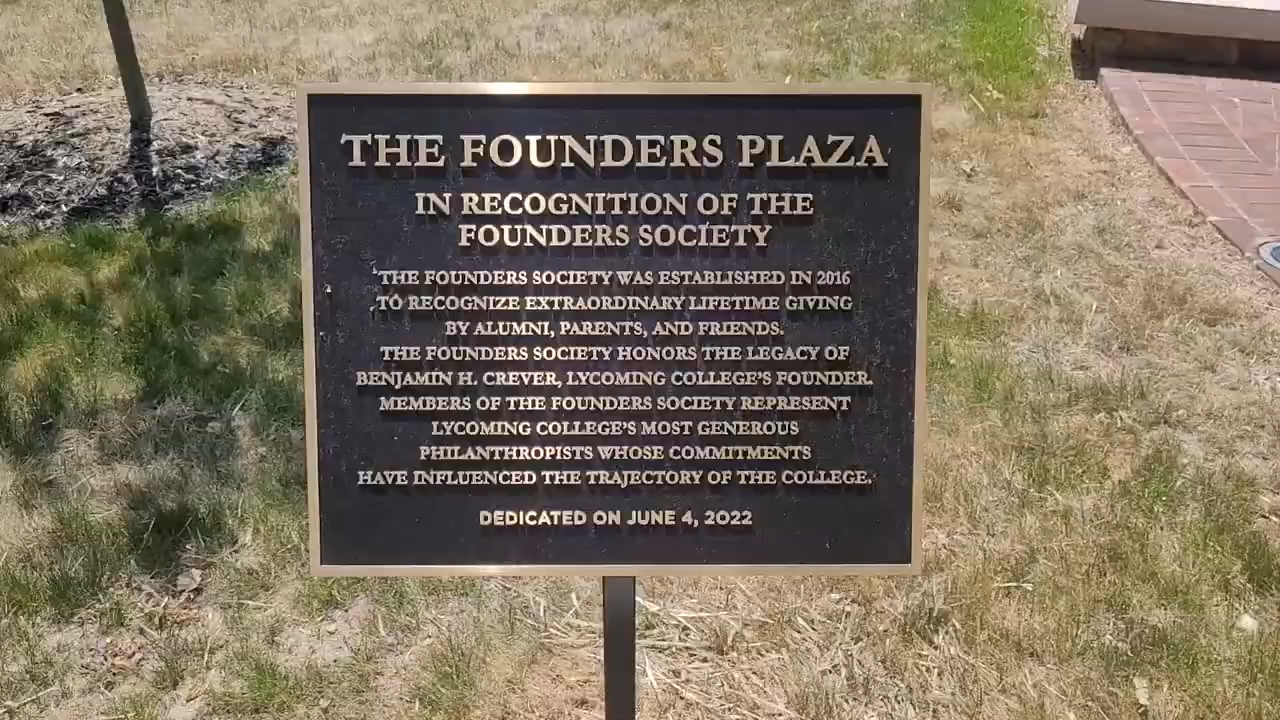 THE FOUNDERS PLAZA
IN RECOGNITION OF THE
FOUNDERS SOCIETY
THE FOUNDERS SOCIETY WAS ESTABLISHED IN 2016
TO RECOGNIZE EXTRAORDINARY LIFETIME GIVING
BY ALUMNI, PARENTS, AND FRIENDS.
THE FOUNDERS SOCIETY HONORS THE LEGACY OF
BENJAMIN H. CREVER, LYCOMING COLLEGE'S FOUNDER.
MEMBERS OF THE FOUNDERS SOCIETY REPRESENT
LYCOMING COLLEGE'S MOST GENEROUS
PHILANTHROPISTS WHOSE COMMITMENTS
HAVE INFLUENCED THE TRAJECTORY OF THE COLLEGE.
DEDICATED ON JUNE 4, 2022